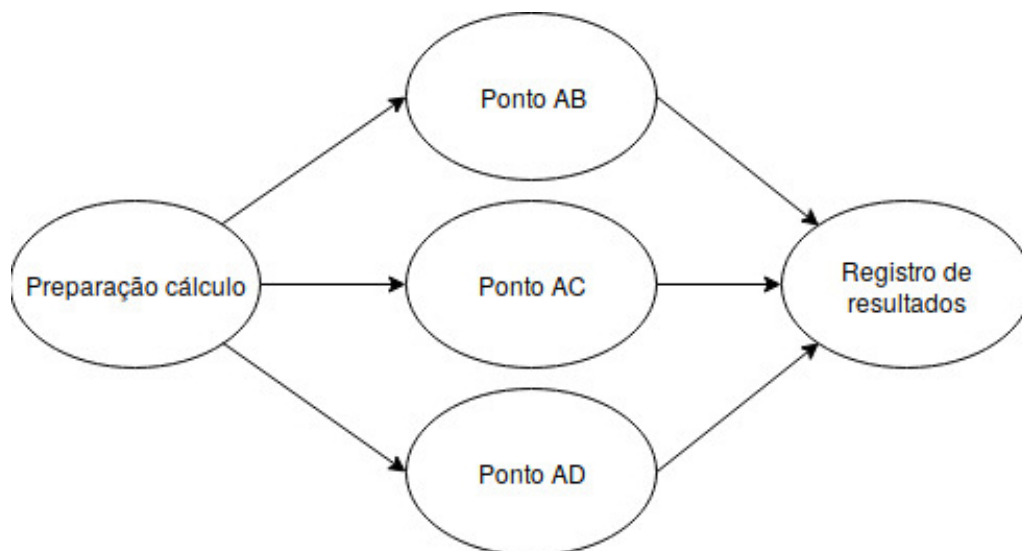 Ponto AB
Preparação cálculo
Ponto AC
Registro de
resultados
Ponto AD